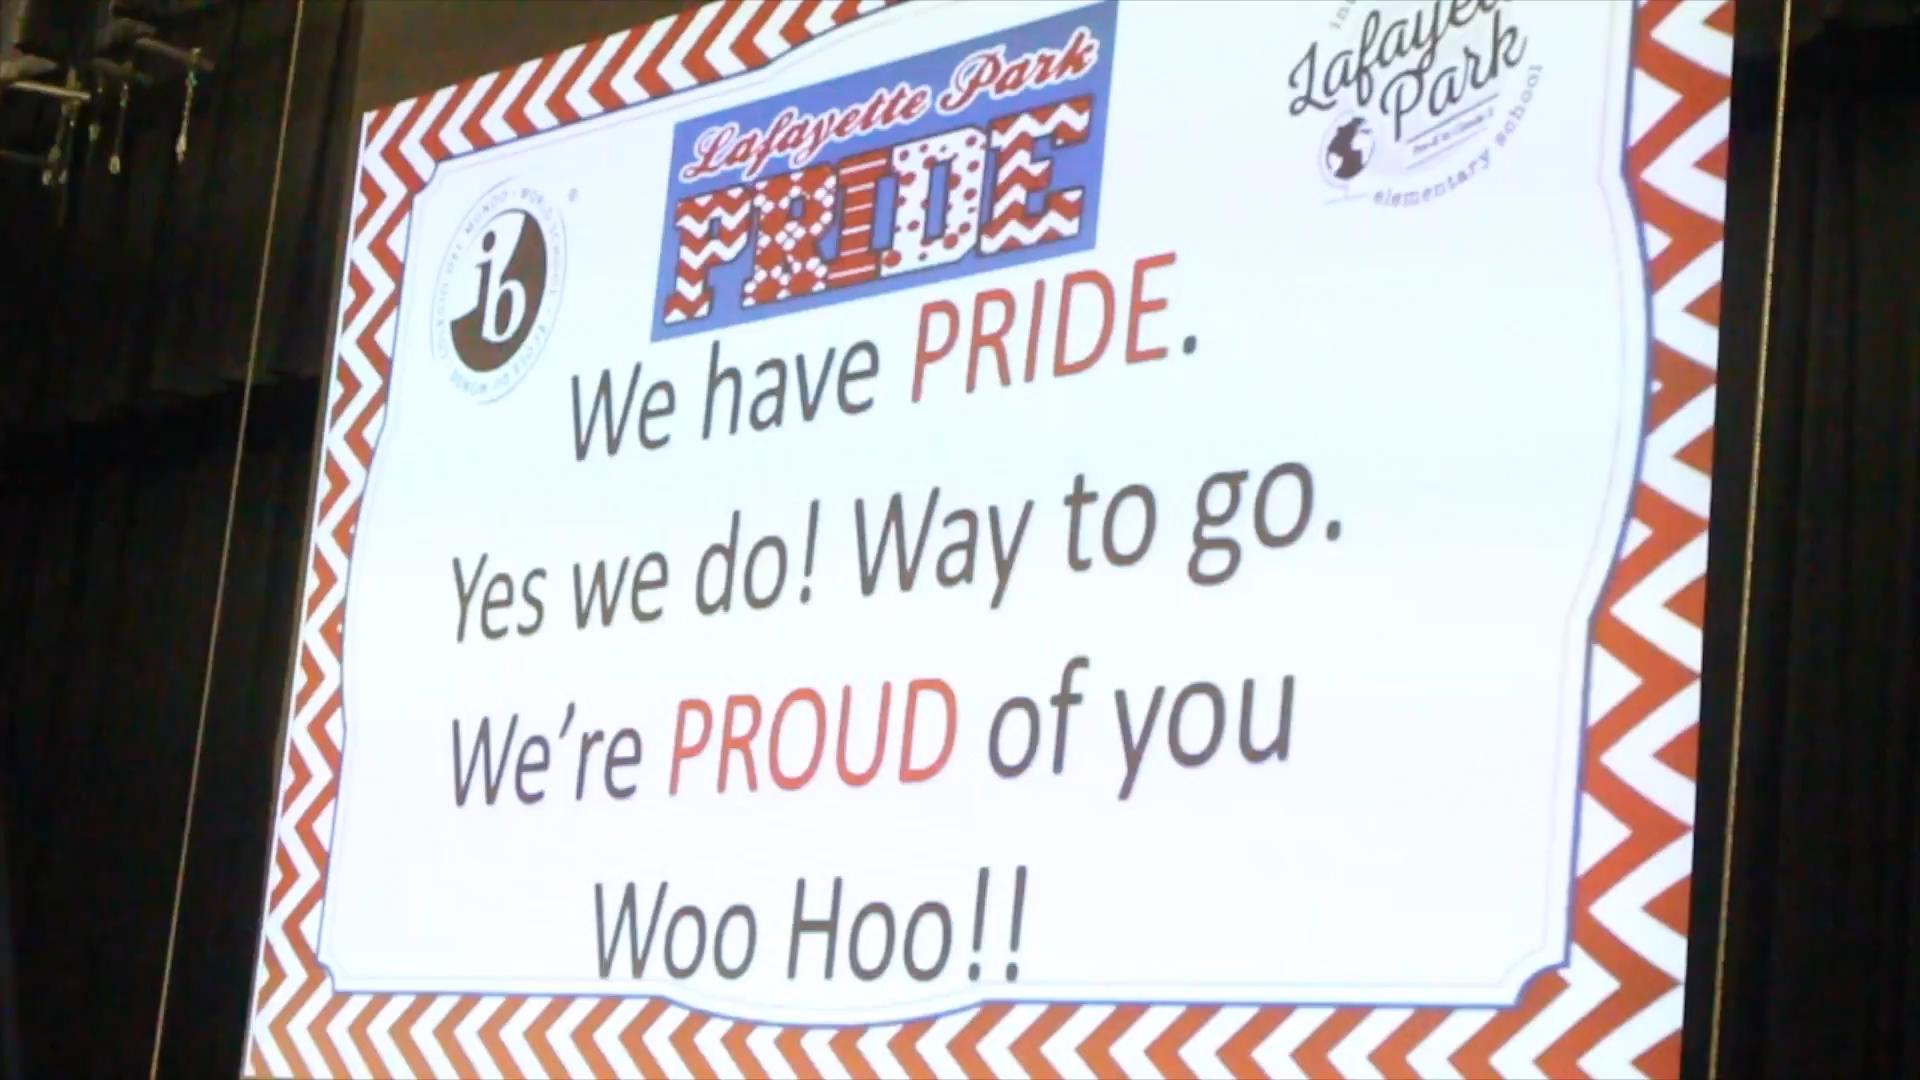 Lafayette Park
PRIDE
Lafayette
Park
elementary school
ib
We have PRIDE.
Yes we do! Way to go.
We're PROUD of you
Woo Hoo!!